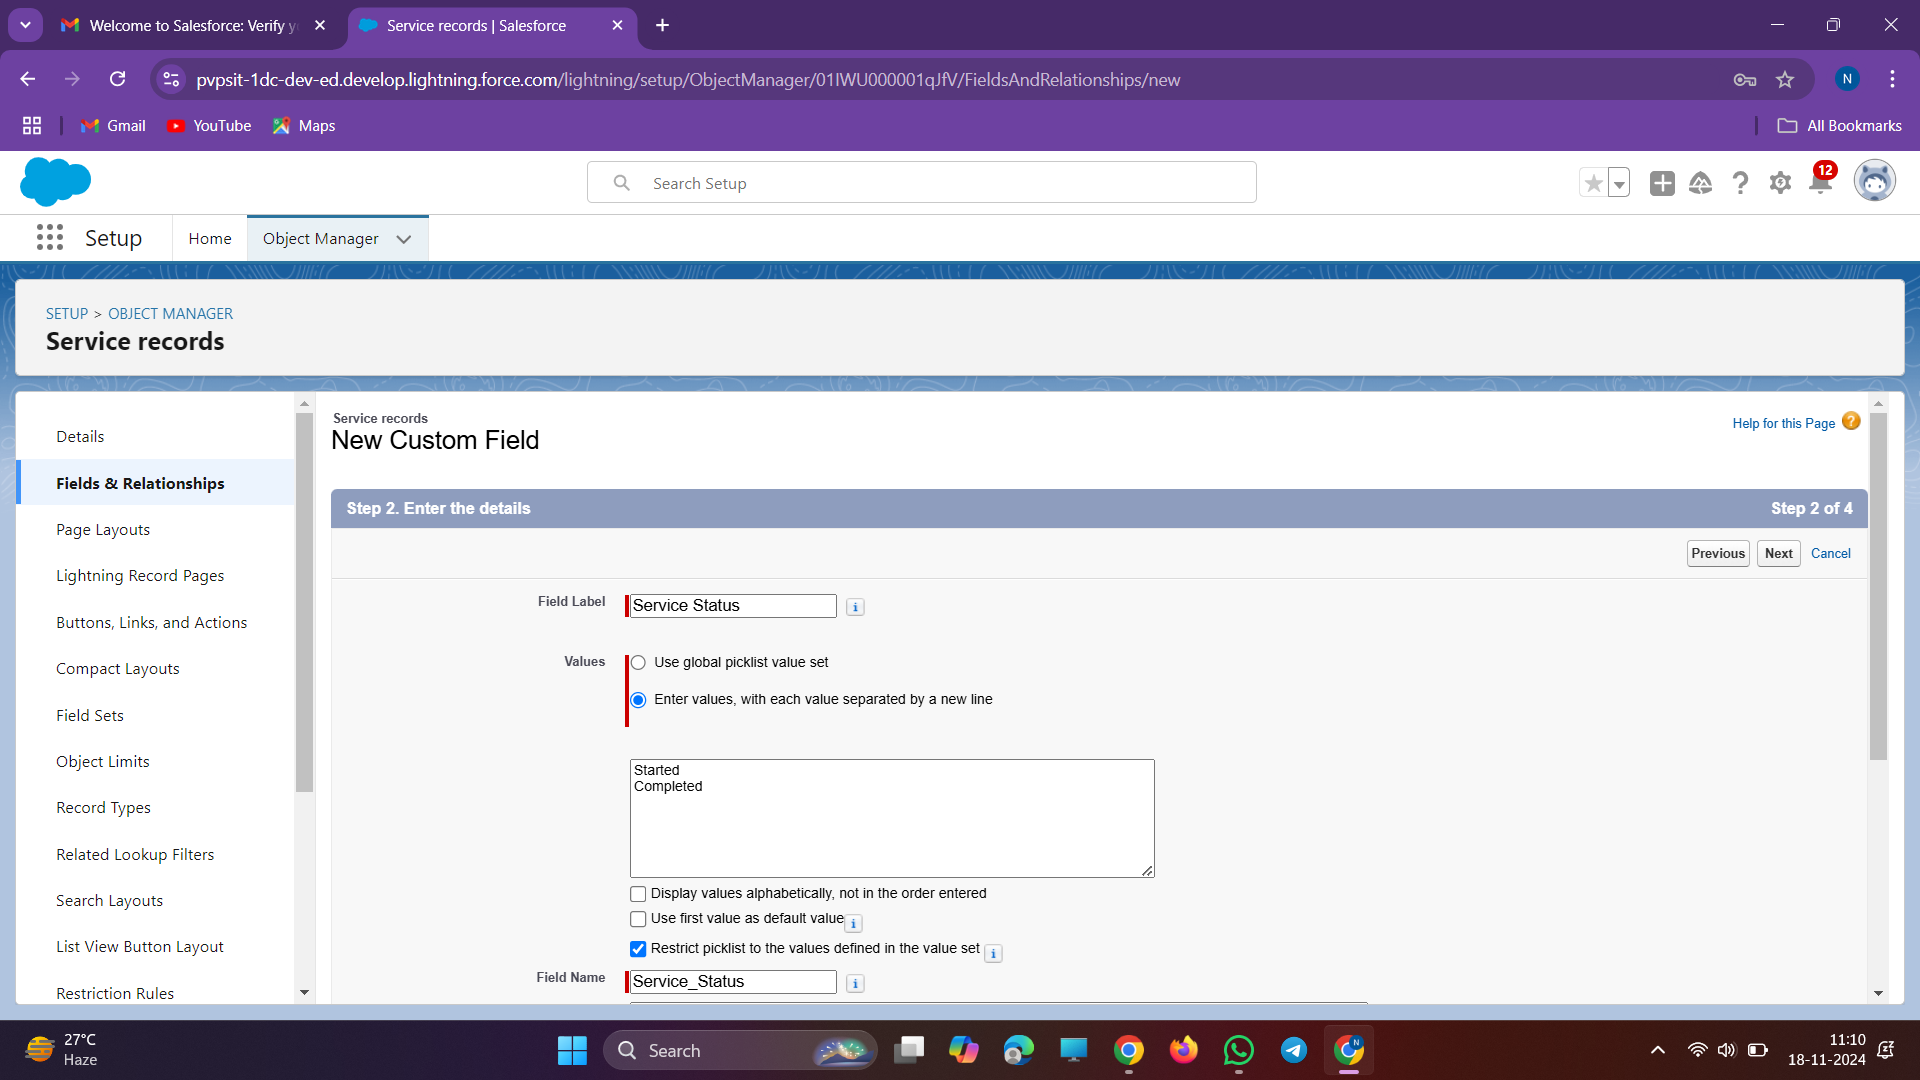 Welcome to Salesforce: Verify yo
Service records | Salesforce
pvpsit-1dc-dev-ed.develop.lightning.force.com/lightning/setup/ObjectManager/01IWU000001qJfV/FieldsAndRelationships/new
N
Gmail
YouTube
Maps
All Bookmarks
Search Setup
12
Setup
Home
Object Manager
SETUP > OBJECT MANAGER
Service records
Details
Fields & Relationships
Page Layouts
Lightning Record Pages
Buttons, Links, and Actions
Compact Layouts
Field Sets
Object Limits
Record Types
Related Lookup Filters
Search Layouts
List View Button Layout
Restriction Rules
Service records
New Custom Field
Help for this Page ?
Step 2. Enter the details
Step 2 of 4
Previous
Next
Cancel
Field Label
Service Status
i
Values
Use global picklist value set
Enter values, with each value separated by a new line
Started
Completed
Display values alphabetically, not in the order entered
Use first value as default value
i
Restrict picklist to the values defined in the value set
i
Field Name
Service_Status
i
27°C
Haze
Search
N
11:10
18-11-2024